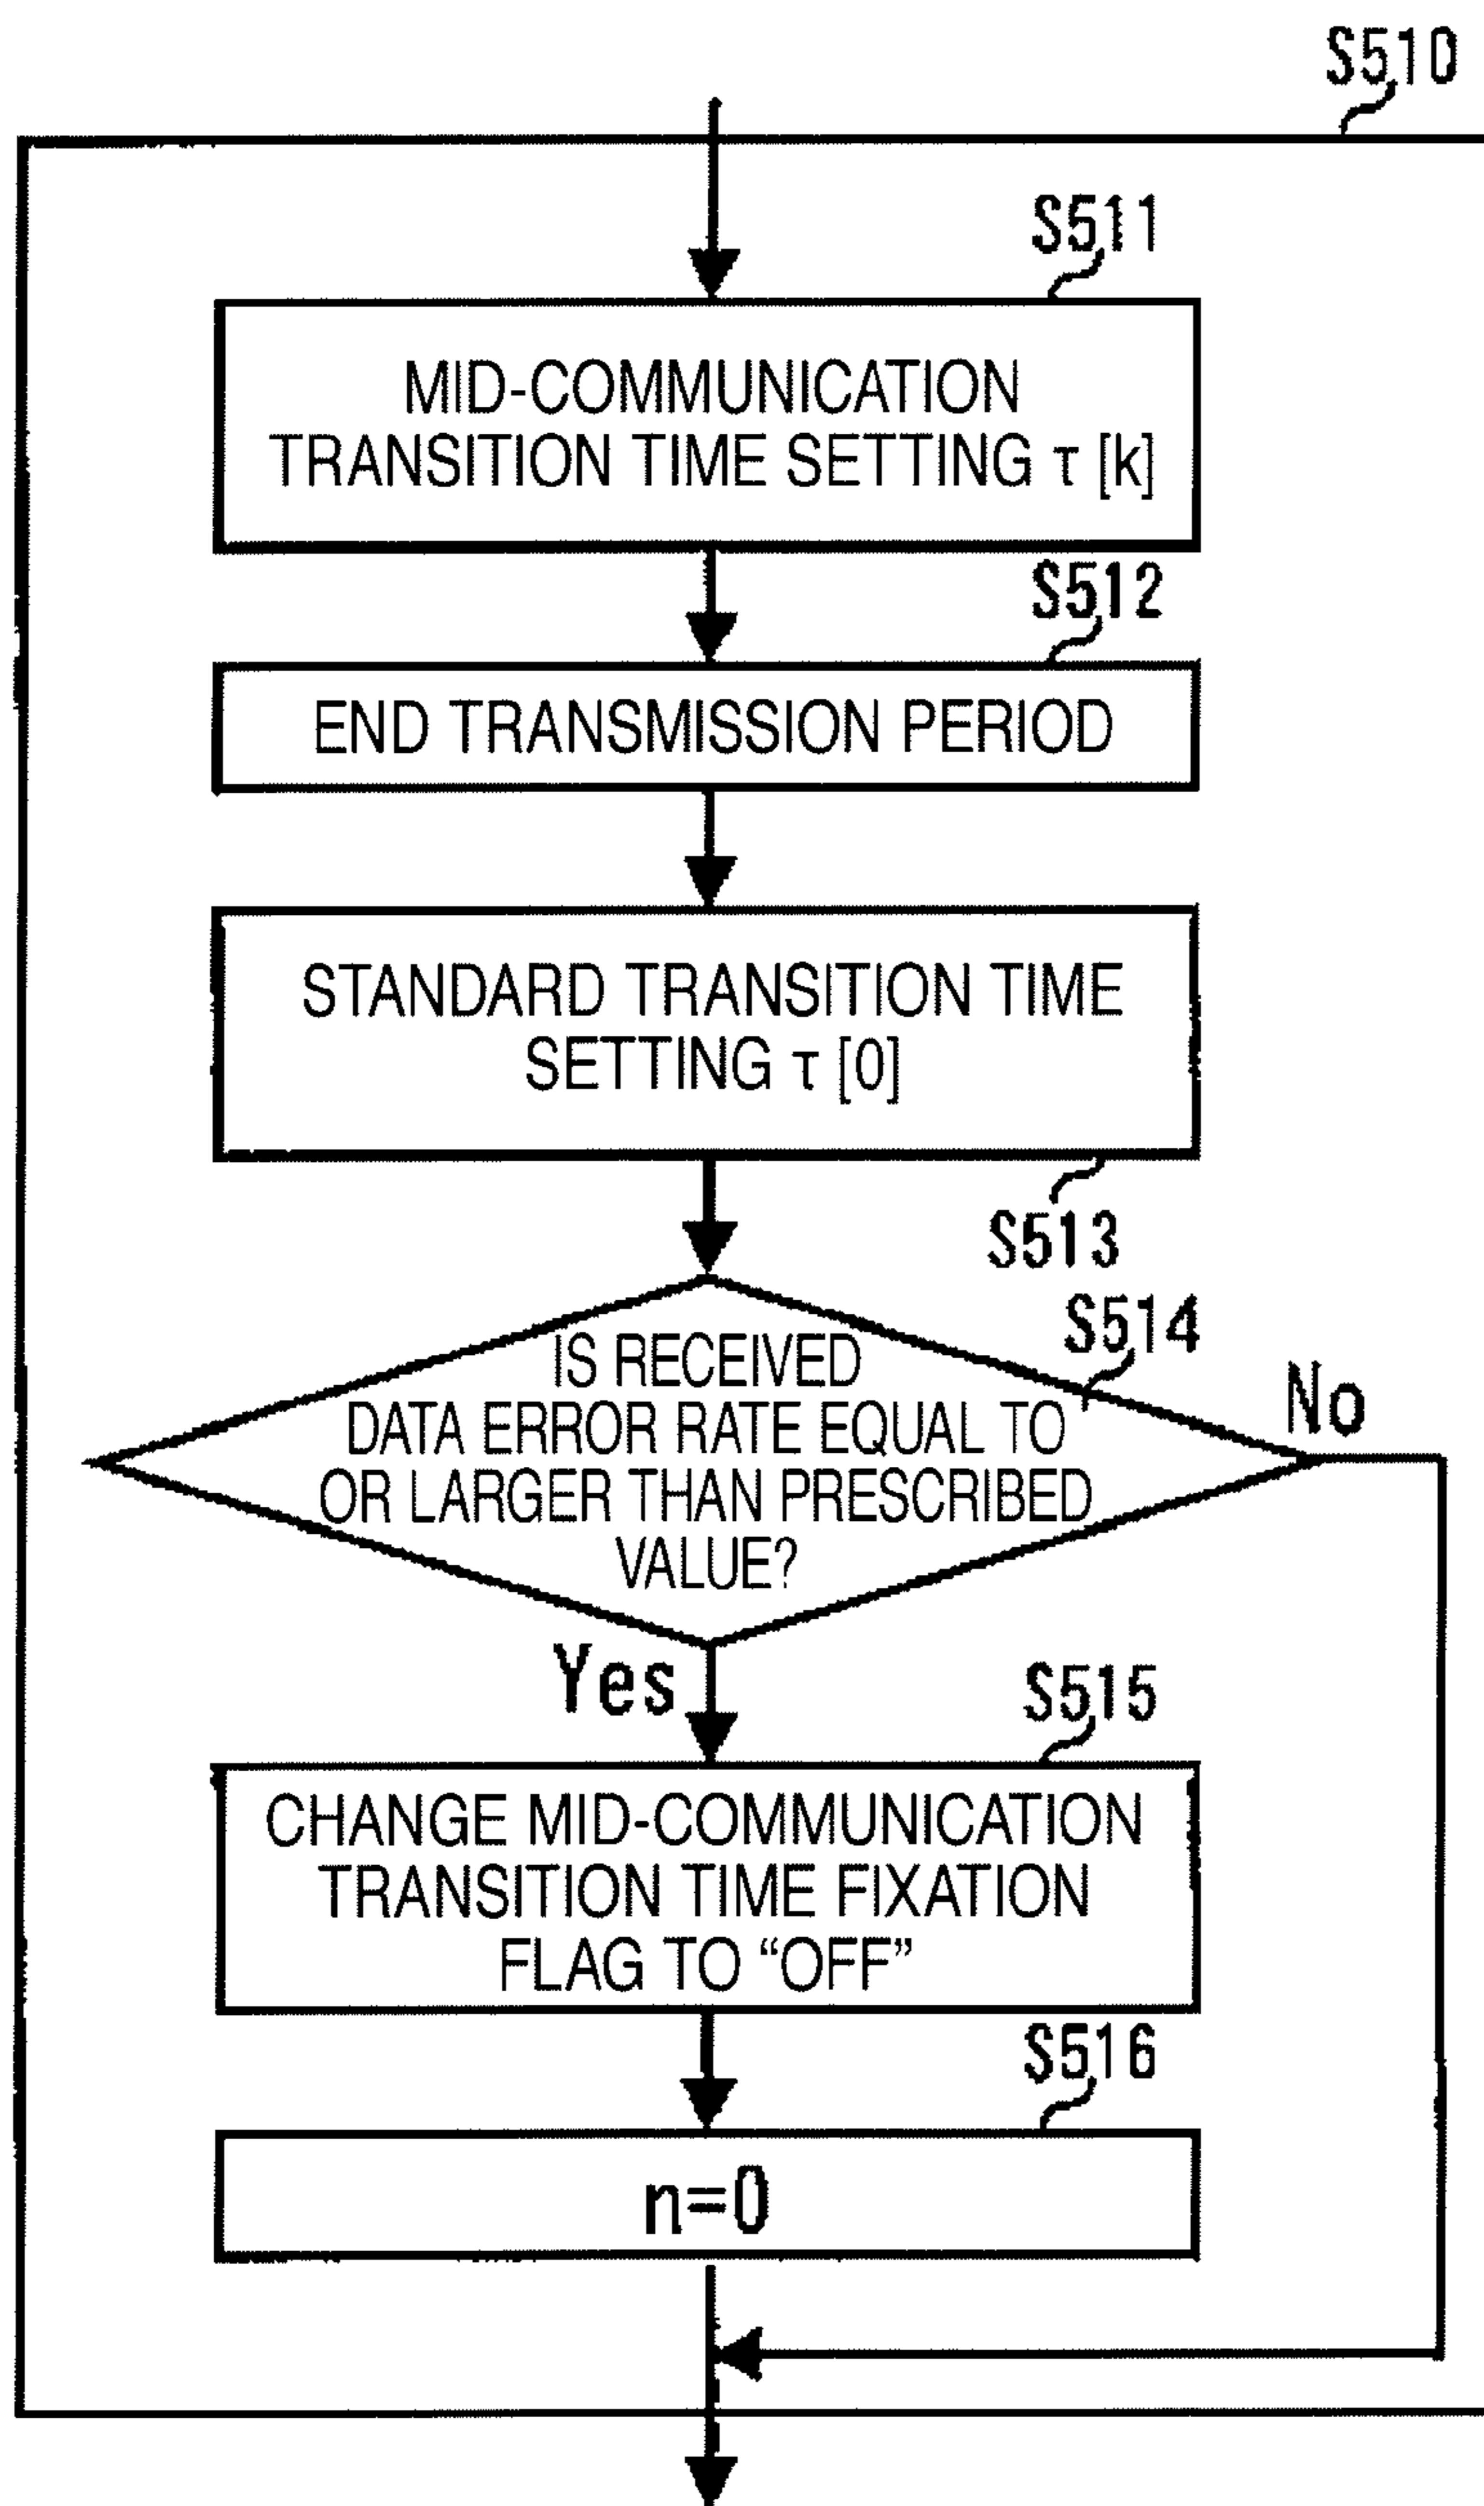 S510
S511
MID-COMMUNICATION
TRANSITION TIME SETTING τ [k]
S512
END TRANSMISSION PERIOD
STANDARD TRANSITION TIME
SETTING τ [0]
S513
S514
IS RECEIVED
DATA ERROR RATE EQUAL TO
OR LARGER THAN PRESCRIBED
VALUE?
No
Yes
S515
CHANGE MID-COMMUNICATION
TRANSITION TIME FIXATION
FLAG TO “OFF”
S516
n=0